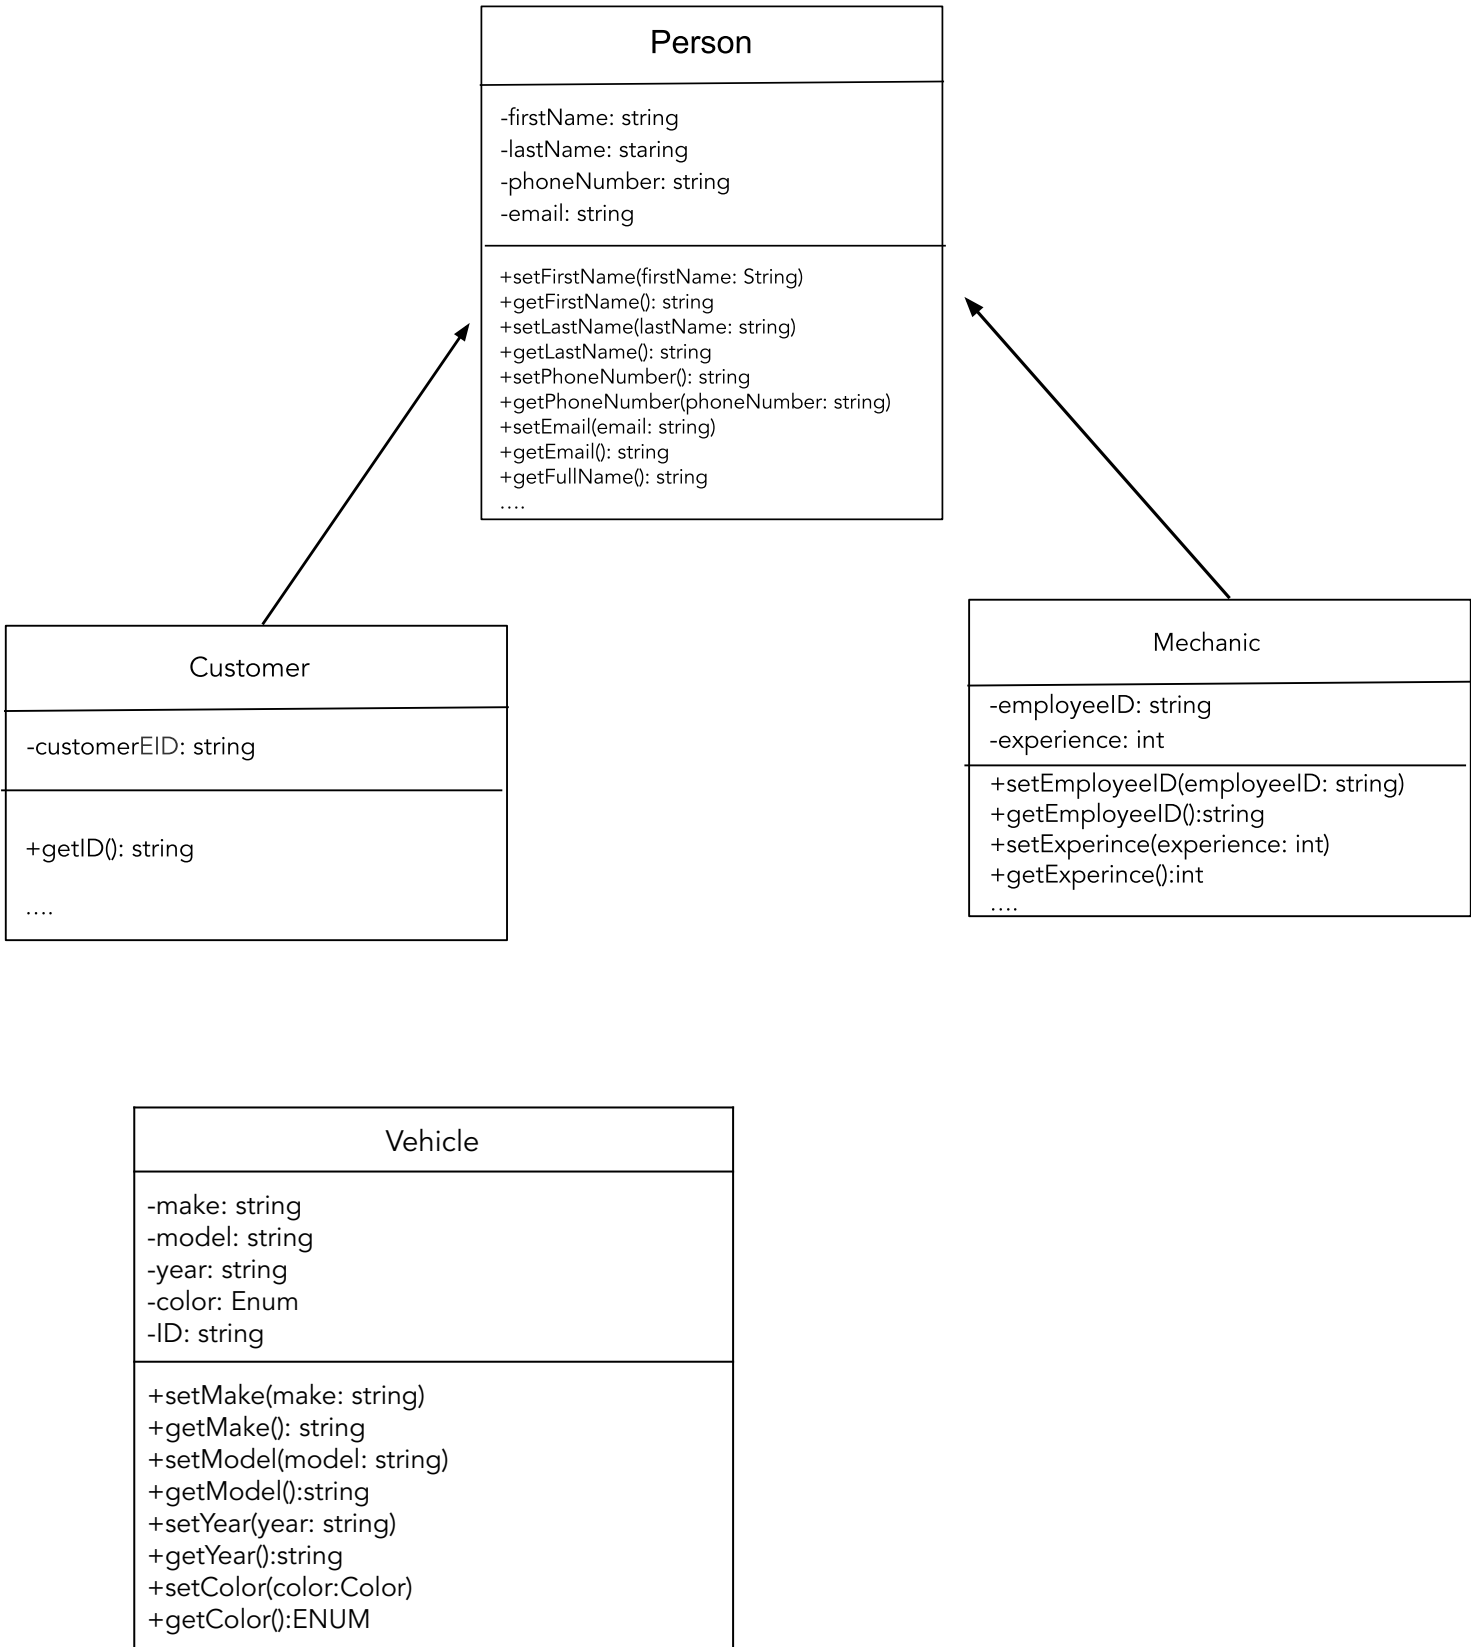 Person
-firstName: string
-lastName: staring
-phoneNumber: string
-email: string
+setFirstName(firstName: String)
+getFirstName(): string
+setLastName(lastName: string)
+getLastName(): string
+setPhoneNumber(): string
+getPhoneNumber(phoneNumber: string)
+setEmail(email: string)
+getEmail(): string
+getFullName(): string
....
Customer
-customerEID: string
+getID(): string
....
Mechanic
-employeeID: string
-experience: int
+setEmployeeID(employeeID: string)
+getEmployeeID():string
+setExperince(experience: int)
+getExperince():int
....
Vehicle
-make: string
-model: string
-year: string
-color: Enum
-ID: string
+setMake(make: string)
+getMake(): string
+setModel(model: string)
+getModel():string
+setYear(year: string)
+getYear():string
+setColor(color:Color)
+getColor():ENUM